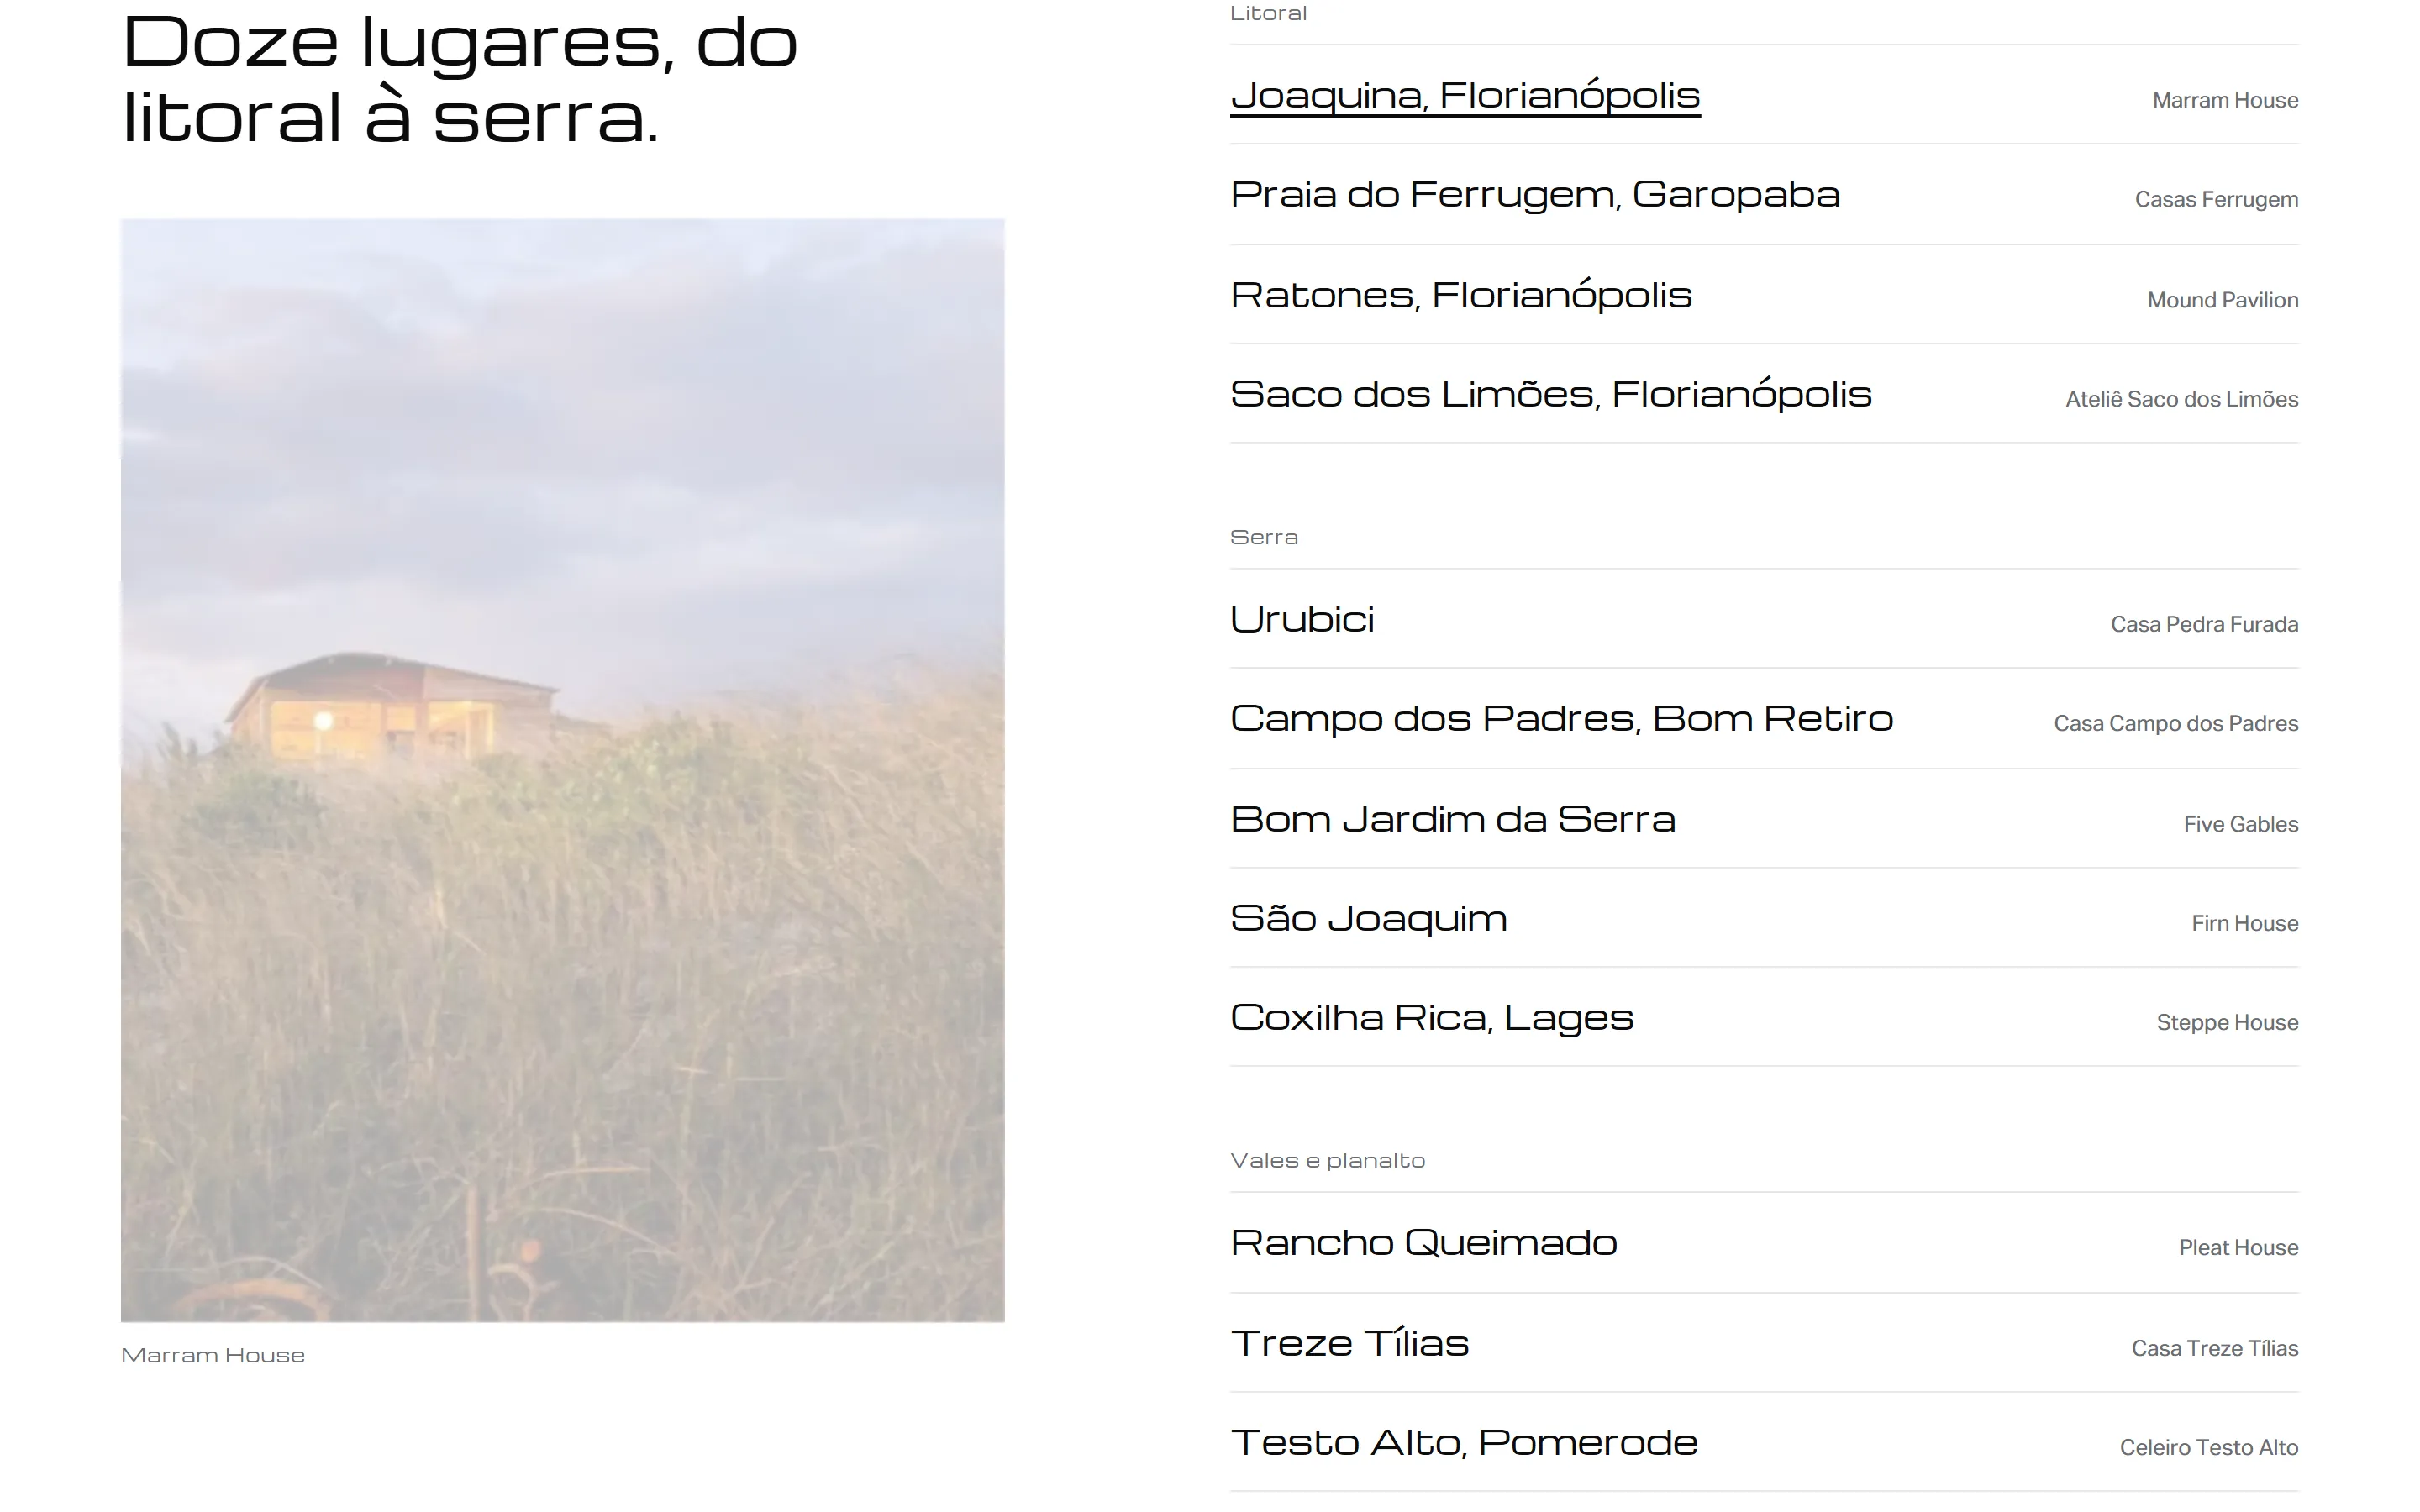 Doze lugares, do
litoral à serra.
Marram House
Litoral
Joaquina, Florianópolis
Marram House
Praia do Ferrugem, Garopaba
Casas Ferrugem
Ratones, Florianópolis
Mound Pavilion
Saco dos Limões, Florianópolis
Ateliê Saco dos Limões
Serra
Urubici
Casa Pedra Furada
Campo dos Padres, Bom Retiro
Casa Campo dos Padres
Bom Jardim da Serra
Five Gables
São Joaquim
Firn House
Coxilha Rica, Lages
Steppe House
Vales e planalto
Rancho Queimado
Pleat House
Treze Tílias
Casa Treze Tílias
Testo Alto, Pomerode
Celeiro Testo Alto